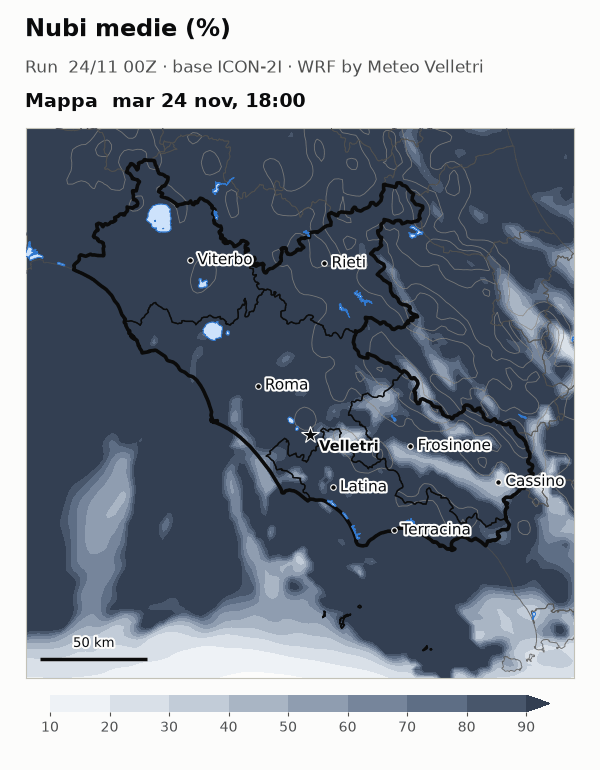 Nubi medie (%)
Run 24/11 00Z · base ICON-2I · WRF by Meteo Velletri
Mappa mar 24 nov, 18:00
Viterbo
Rieti
Roma
Velletri
Frosinone
Cassino
Latina
Terracina
50 km
10 20 30 40 50 60 70 80 90